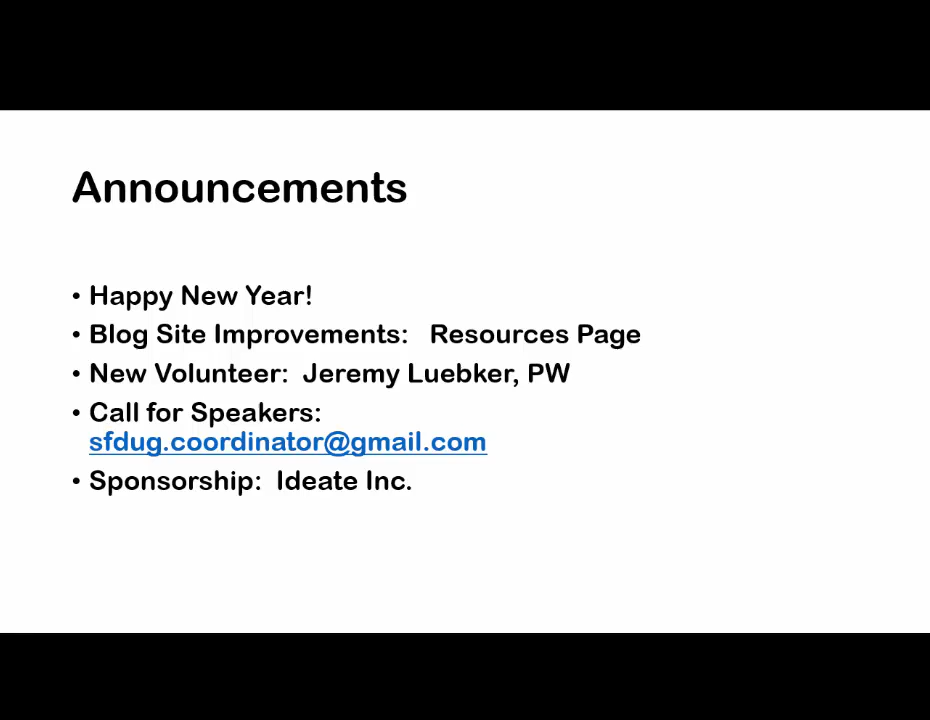 Announcements
• Happy New Year!
• Blog Site Improvements:   Resources Page
• New Volunteer:  Jeremy Luebker, PW
• Call for Speakers:
sfdug.coordinator@gmail.com
• Sponsorship:  Ideate Inc.